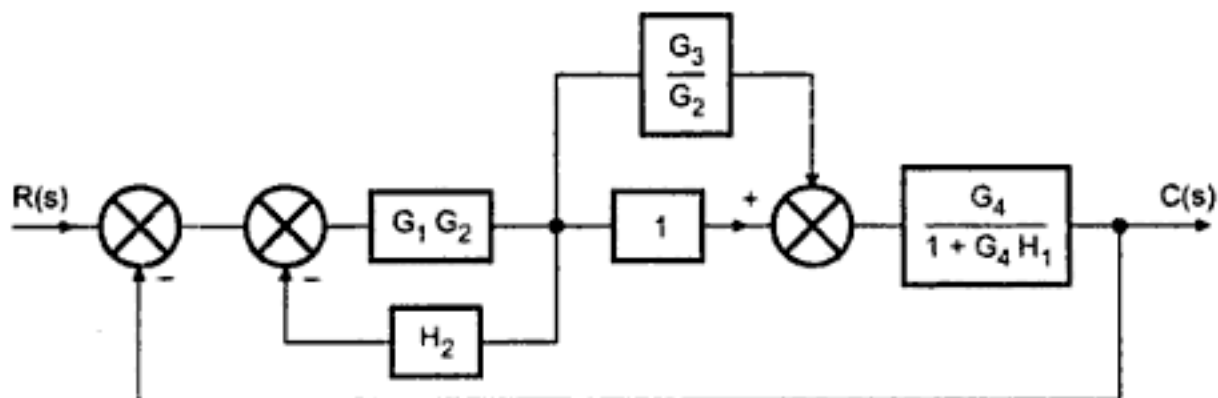 G₃
G₂
R(s)
G₁ G₂
1
+
G₄
1 + G₄ H₁
C(s)
−
−
H₂